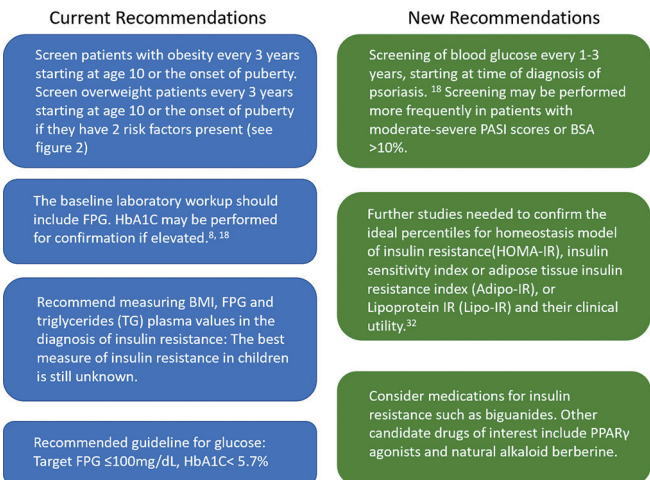 Current Recommendations
Screen patients with obesity every 3 years
starting at age 10 or the onset of puberty.
Screen overweight patients every 3 years
starting at age 10 or the onset of puberty
if they have 2 risk factors present (see
figure 2)
The baseline laboratory workup should
include FPG. HbA1C may be performed
for confirmation if elevated.8, 18
Recommend measuring BMI, FPG and
triglycerides (TG) plasma values in the
diagnosis of insulin resistance: The best
measure of insulin resistance in children
is still unknown.
Recommended guideline for glucose:
Target FPG ≤100mg/dL, HbA1C< 5.7%
New Recommendations
Screening of blood glucose every 1-3
years, starting at time of diagnosis of
psoriasis. 18 Screening may be performed
more frequently in patients with
moderate-severe PASI scores or BSA
>10%.
Further studies needed to confirm the
ideal percentiles for homeostasis model
of insulin resistance(HOMA-IR), insulin
sensitivity index or adipose tissue insulin
resistance index (Adipo-IR), or
Lipoprotein IR (Lipo-IR) and their clinical
utility.32
Consider medications for insulin
resistance such as biguanides. Other
candidate drugs of interest include PPARγ
agonists and natural alkaloid berberine.